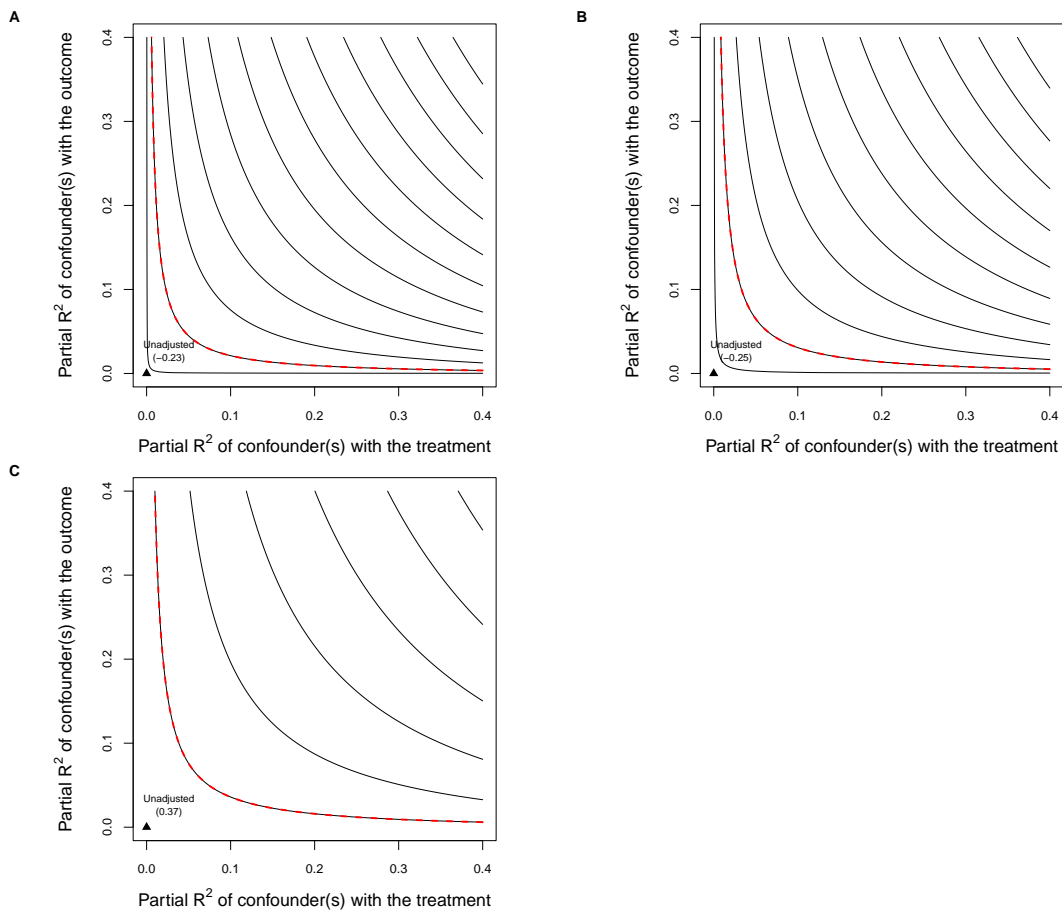 A
Partial R² of confounder(s) with the outcome
0.4
0.3
0.2
0.1
0.0
Unadjusted
(−0.23)
0.0 0.1 0.2 0.3 0.4
Partial R² of confounder(s) with the treatment
B
Partial R² of confounder(s) with the outcome
0.4
0.3
0.2
0.1
0.0
Unadjusted
(−0.25)
0.0 0.1 0.2 0.3 0.4
Partial R² of confounder(s) with the treatment
C
Partial R² of confounder(s) with the outcome
0.4
0.3
0.2
0.1
0.0
Unadjusted
(0.37)
0.0 0.1 0.2 0.3 0.4
Partial R² of confounder(s) with the treatment